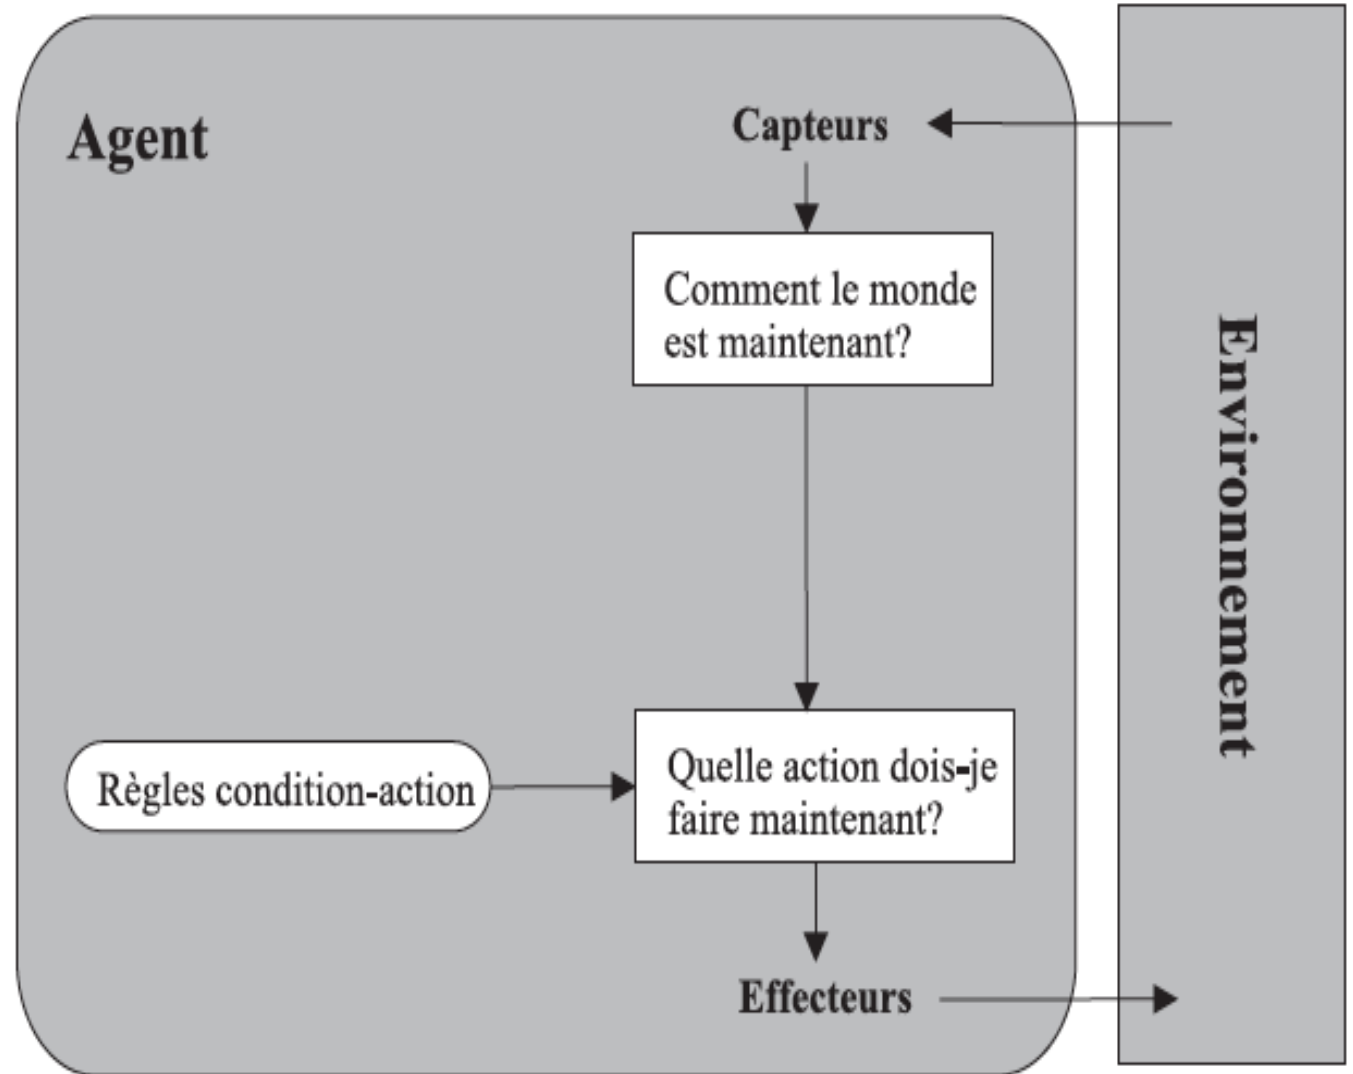 Agent
Capteurs
Comment le monde
est maintenant?
Environnement
Règles condition-action
Quelle action dois-je
faire maintenant?
Effecteurs